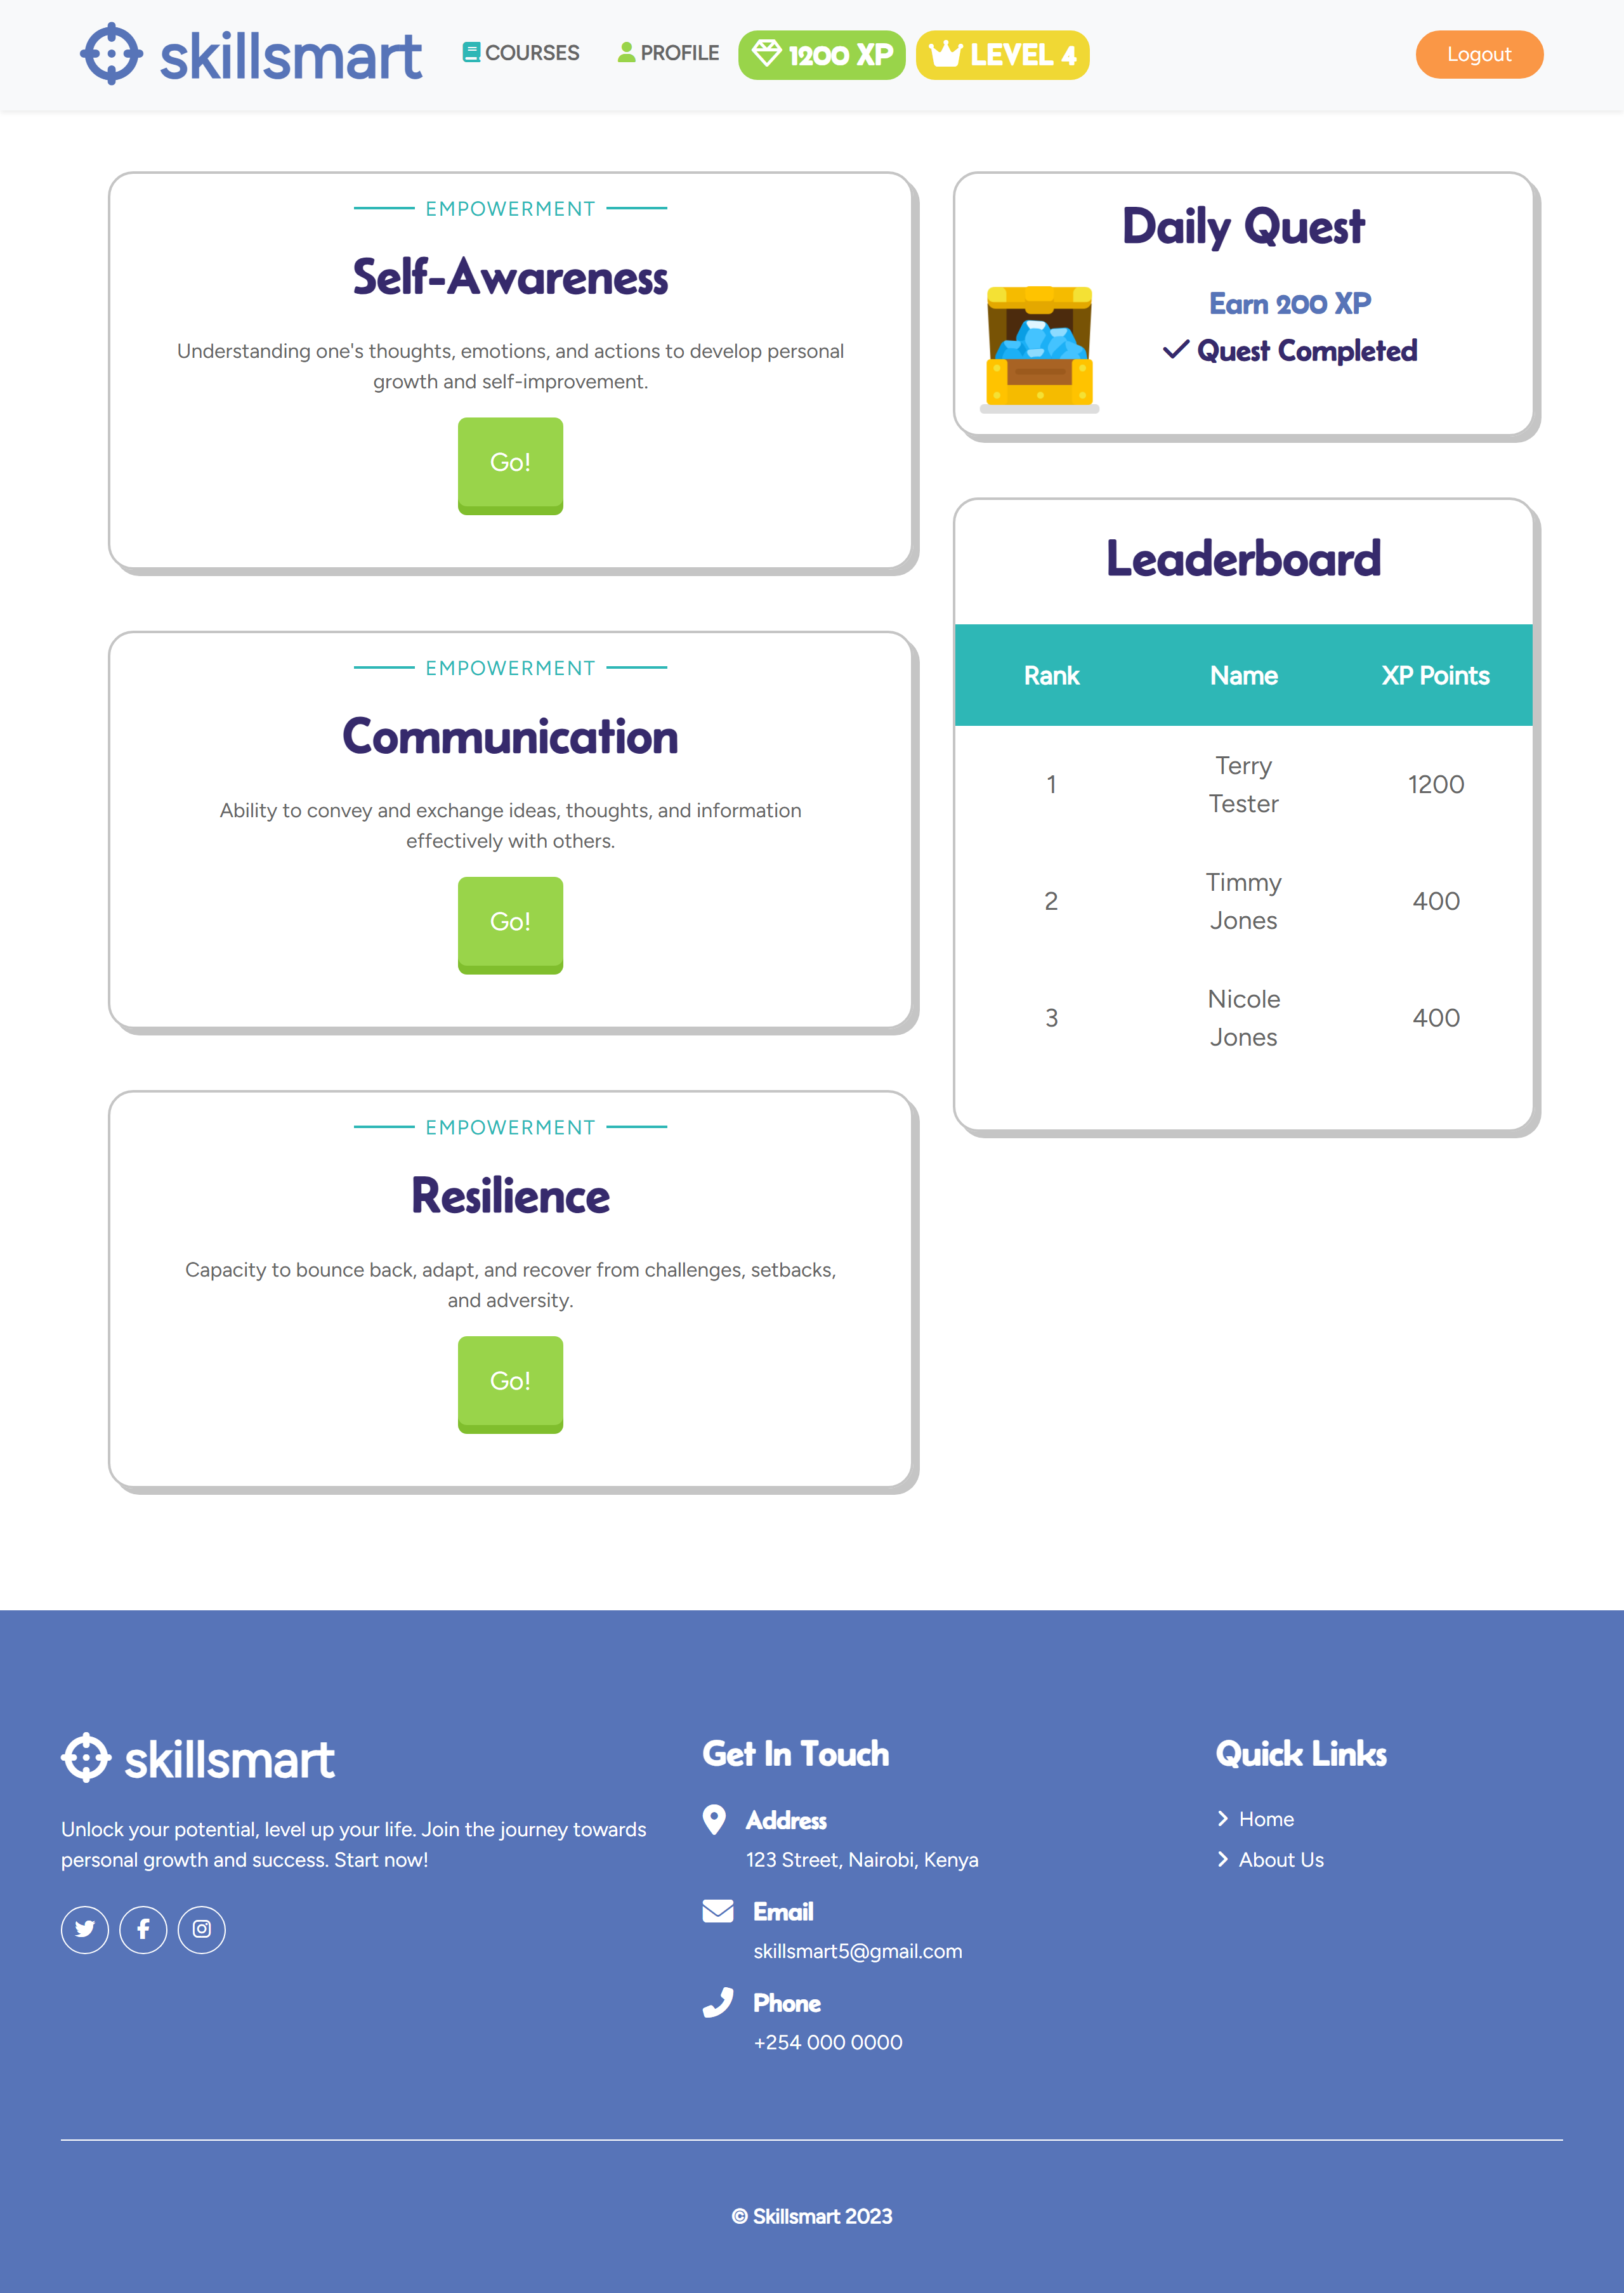 skillsmart
COURSES
PROFILE
1200 XP
LEVEL 4
Logout
EMPOWERMENT
Self-Awareness
Understanding one's thoughts, emotions, and actions to develop personal
growth and self-improvement.
Go!
EMPOWERMENT
Communication
Ability to convey and exchange ideas, thoughts, and information
effectively with others.
Go!
EMPOWERMENT
Resilience
Capacity to bounce back, adapt, and recover from challenges, setbacks,
and adversity.
Go!
Daily Quest
Earn 200 XP
Quest Completed
Leaderboard
Rank Name XP Points
1 Terry Tester 1200
2 Timmy Jones 400
3 Nicole Jones 400
skillsmart
Unlock your potential, level up your life. Join the journey towards
personal growth and success. Start now!
Get In Touch
Address
123 Street, Nairobi, Kenya
Email
skillsmart5@gmail.com
Phone
+254 000 0000
Quick Links
Home
About Us
© Skillsmart 2023